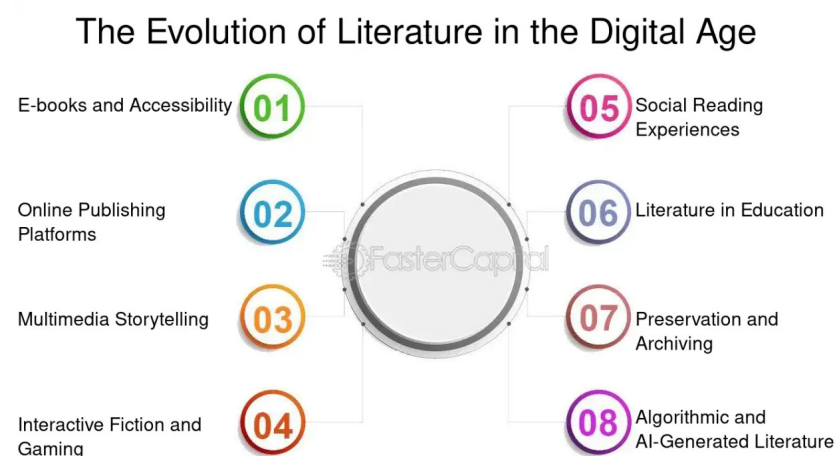 The Evolution of Literature in the Digital Age
E-books and Accessibility
01
Online Publishing
Platforms
02
Multimedia Storytelling
03
Interactive Fiction and
Gaming
04
FasterCapital
05
Social Reading
Experiences
06
Literature in Education
07
Preservation and
Archiving
08
Algorithmic and
AI-Generated Literature